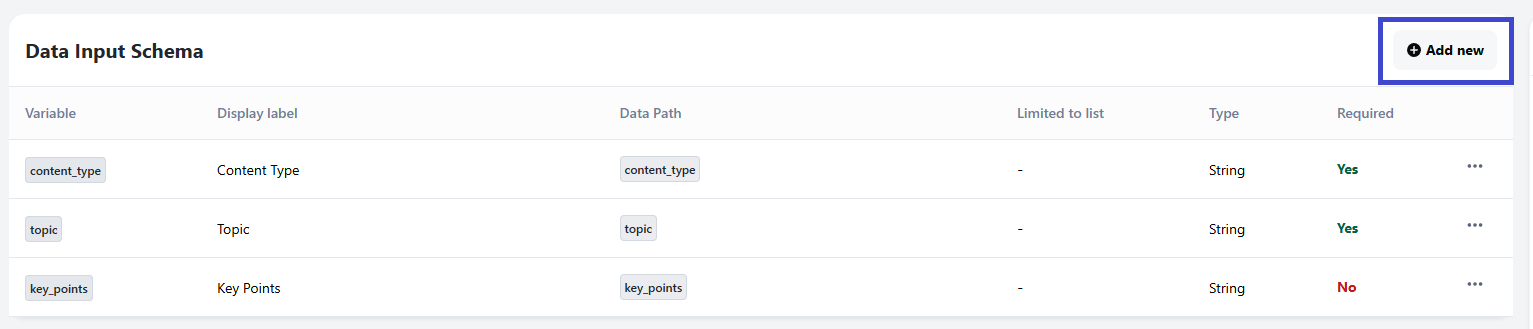 Data Input Schema
Add new
Variable Display label Data Path Limited to list Type Required
content_type Content Type content_type - String Yes
topic Topic topic - String Yes
key_points Key Points key_points - String No